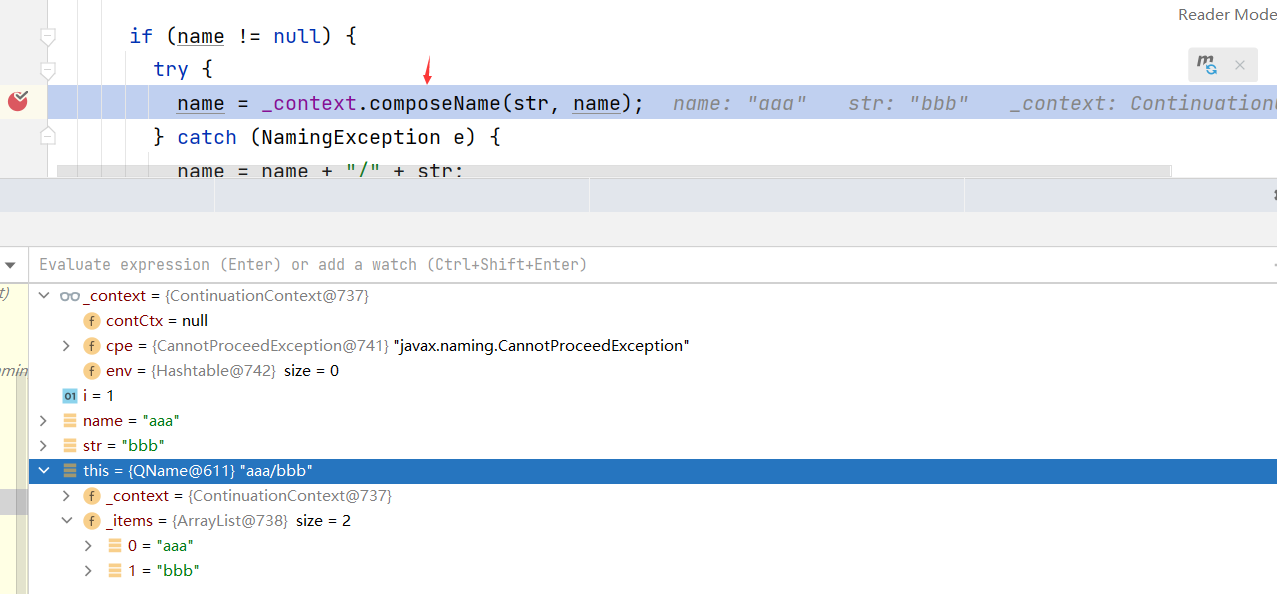 Reader Mode
if (name != null) {
try {
name = _context.composeName(str, name); name: "aaa" str: "bbb" _context: Continuation
} catch (NamingException e) {
name = name + "/" + str;
Evaluate expression (Enter) or add a watch (Ctrl+Shift+Enter)
t)
_context = {ContinuationContext@737}
f contCtx = null
f cpe = {CannotProceedException@741} "javax.naming.CannotProceedException"
amin
f env = {Hashtable@742} size = 0
01 i = 1
name = "aaa"
str = "bbb"
this = {QName@611} "aaa/bbb"
f _context = {ContinuationContext@737}
f _items = {ArrayList@738} size = 2
0 = "aaa"
1 = "bbb"